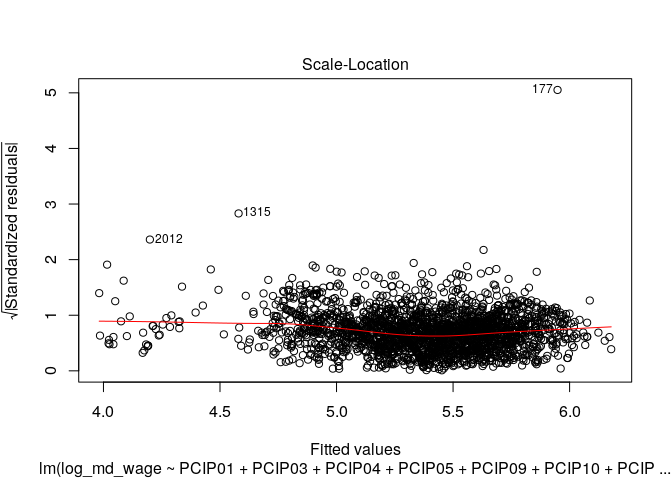 Scale-Location
√|Standardized residuals|
5
4
3
2
1
0
177
1315
2012
4.0 4.5 5.0 5.5 6.0
Fitted values
lm(log_md_wage ~ PCIP01 + PCIP03 + PCIP04 + PCIP05 + PCIP09 + PCIP10 + PCIP ...